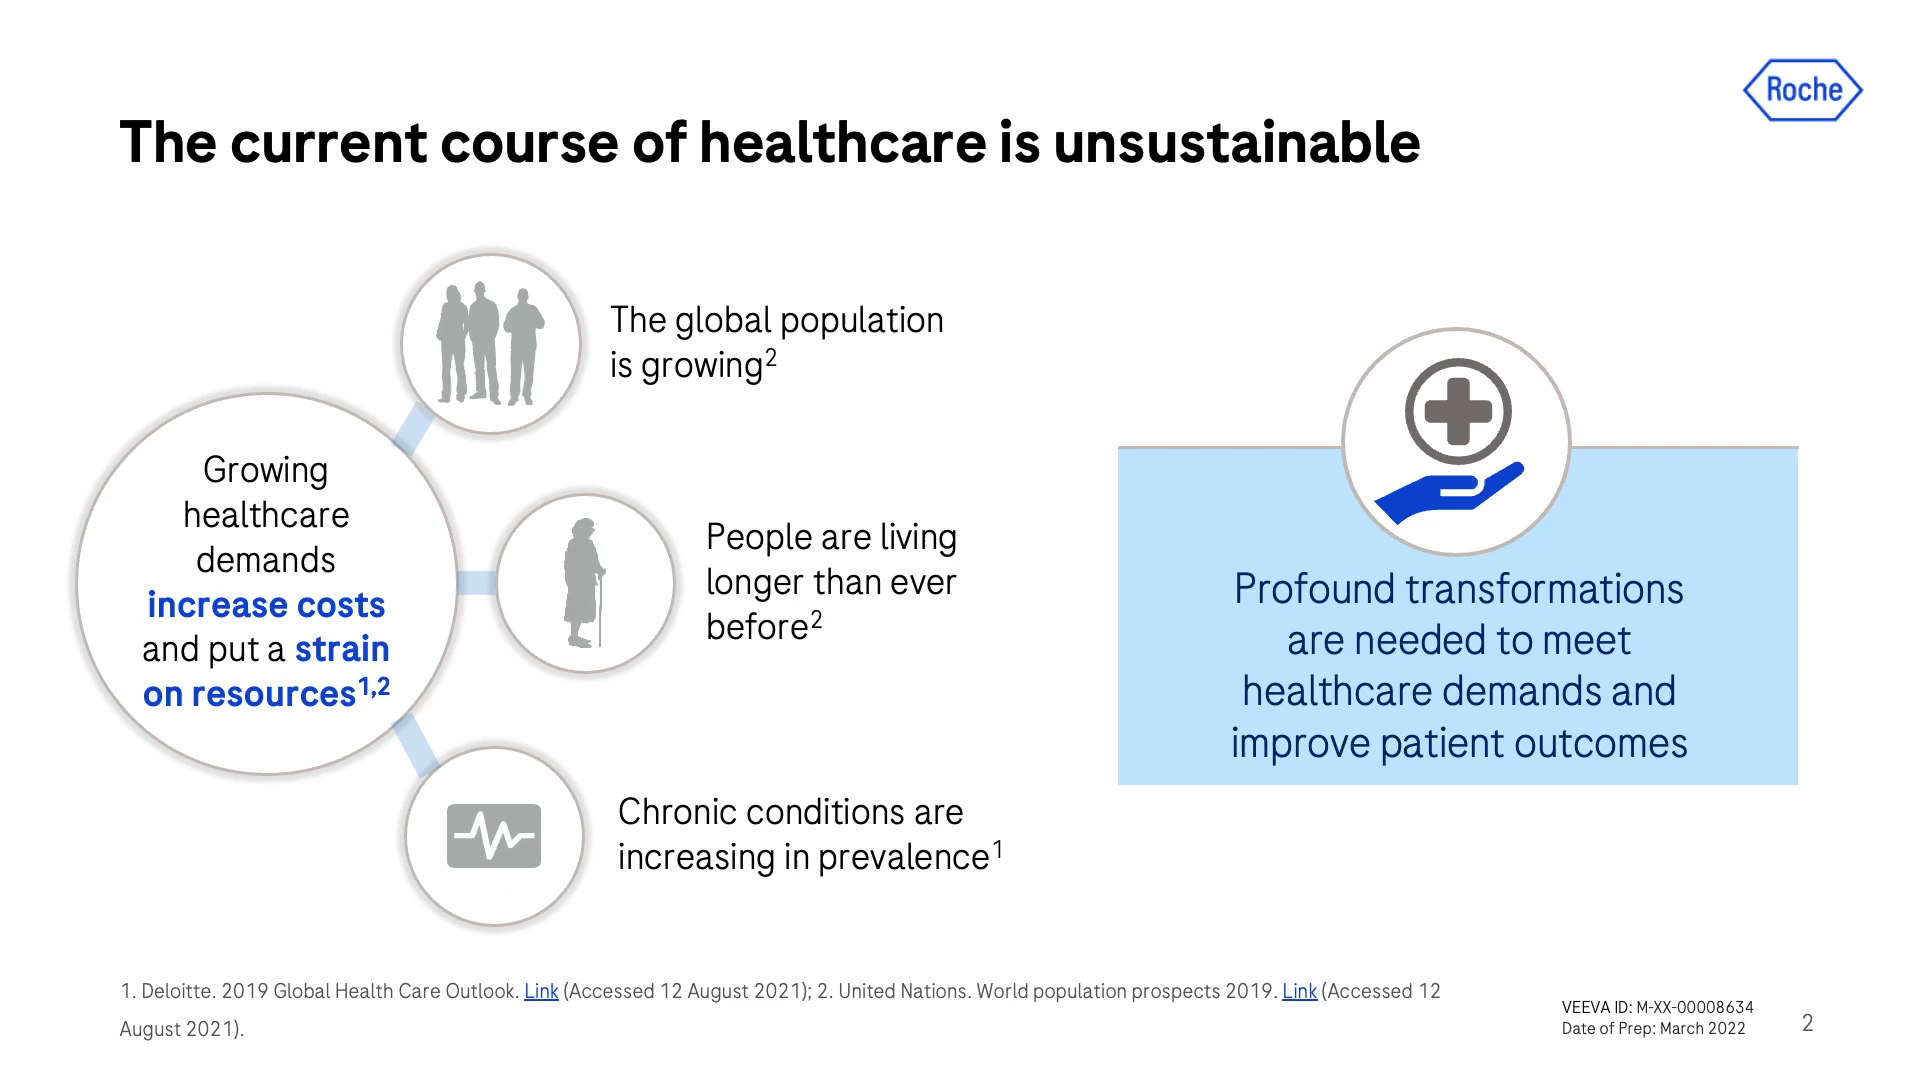 Roche
The current course of healthcare is unsustainable
The global population
is growing2
Growing
healthcare
demands
increase costs
and put a strain
on resources1,2
People are living
longer than ever
before2
Chronic conditions are
increasing in prevalence1
Profound transformations
are needed to meet
healthcare demands and
improve patient outcomes
1. Deloitte. 2019 Global Health Care Outlook. Link (Accessed 12 August 2021); 2. United Nations. World population prospects 2019. Link (Accessed 12
August 2021).
VEEVA ID: M-XX-00008634
Date of Prep: March 2022
2